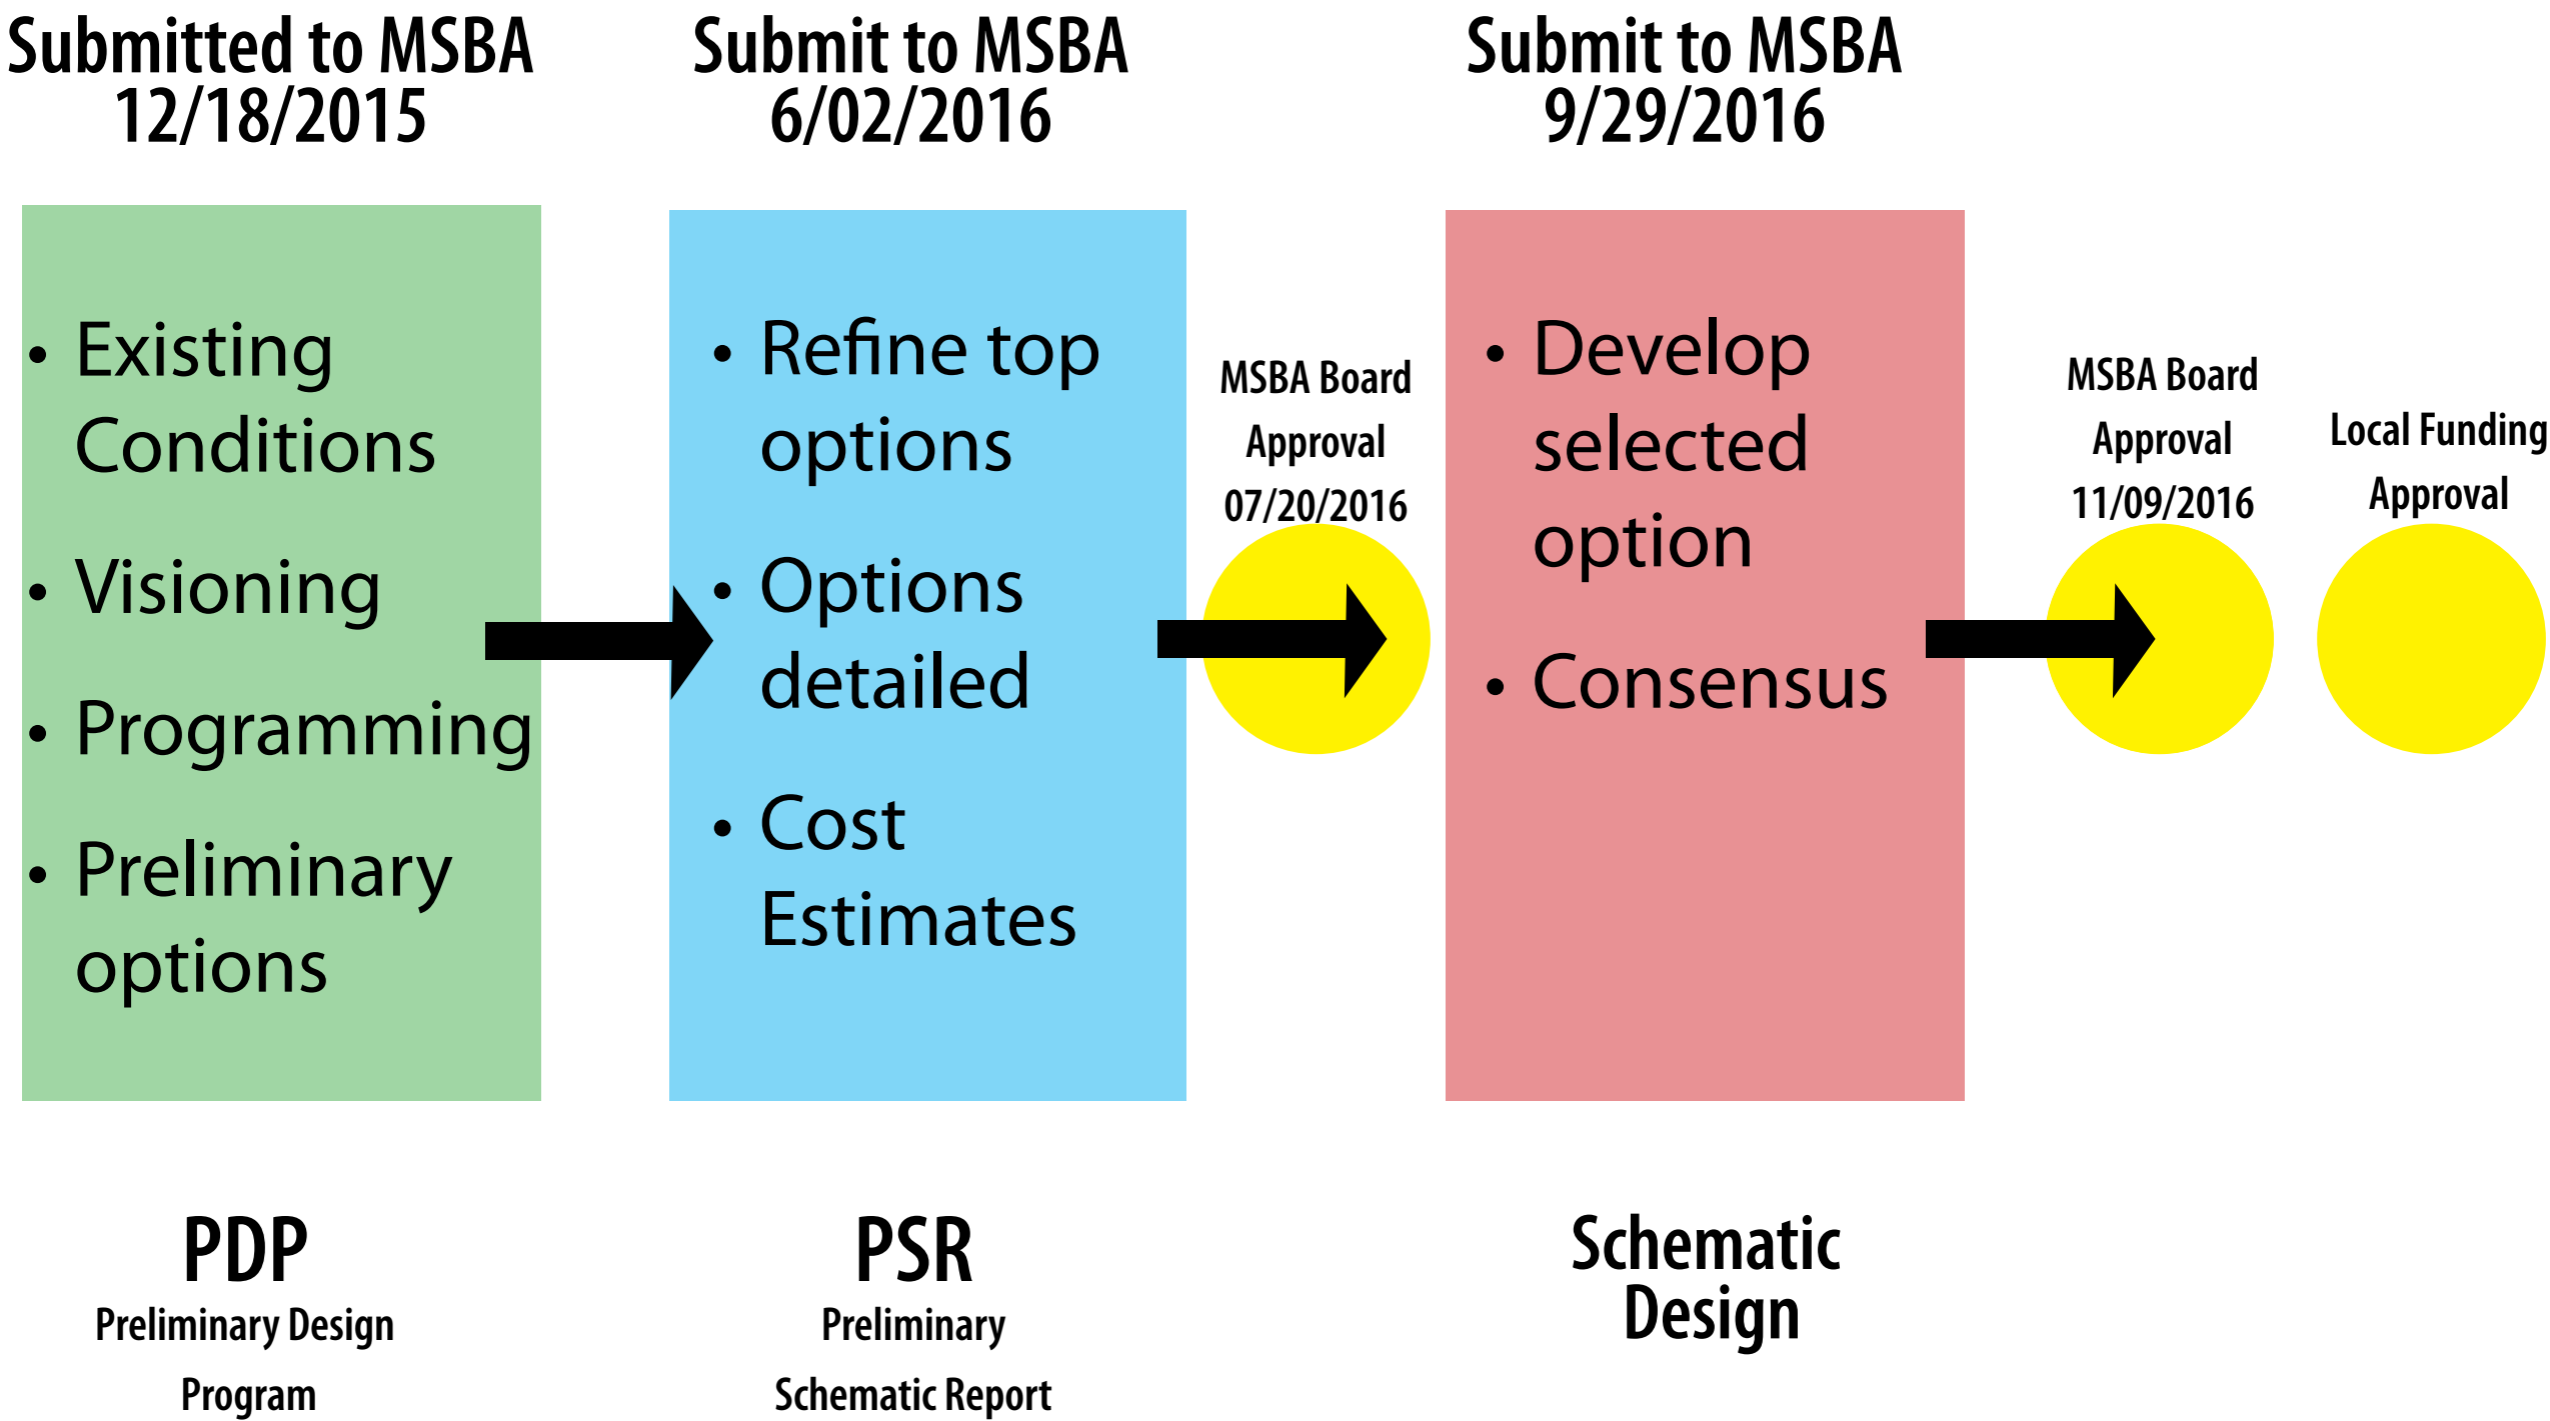 Submitted to MSBA
12/18/2015
Submit to MSBA
6/02/2016
Submit to MSBA
9/29/2016
• Existing
Conditions
• Visioning
• Programming
• Preliminary
options
• Refine top
options
• Options
detailed
• Cost
Estimates
MSBA Board
Approval
07/20/2016
• Develop
selected
option
• Consensus
MSBA Board
Approval
11/09/2016
Local Funding
Approval
PDP
Preliminary Design
Program
PSR
Preliminary
Schematic Report
Schematic
Design